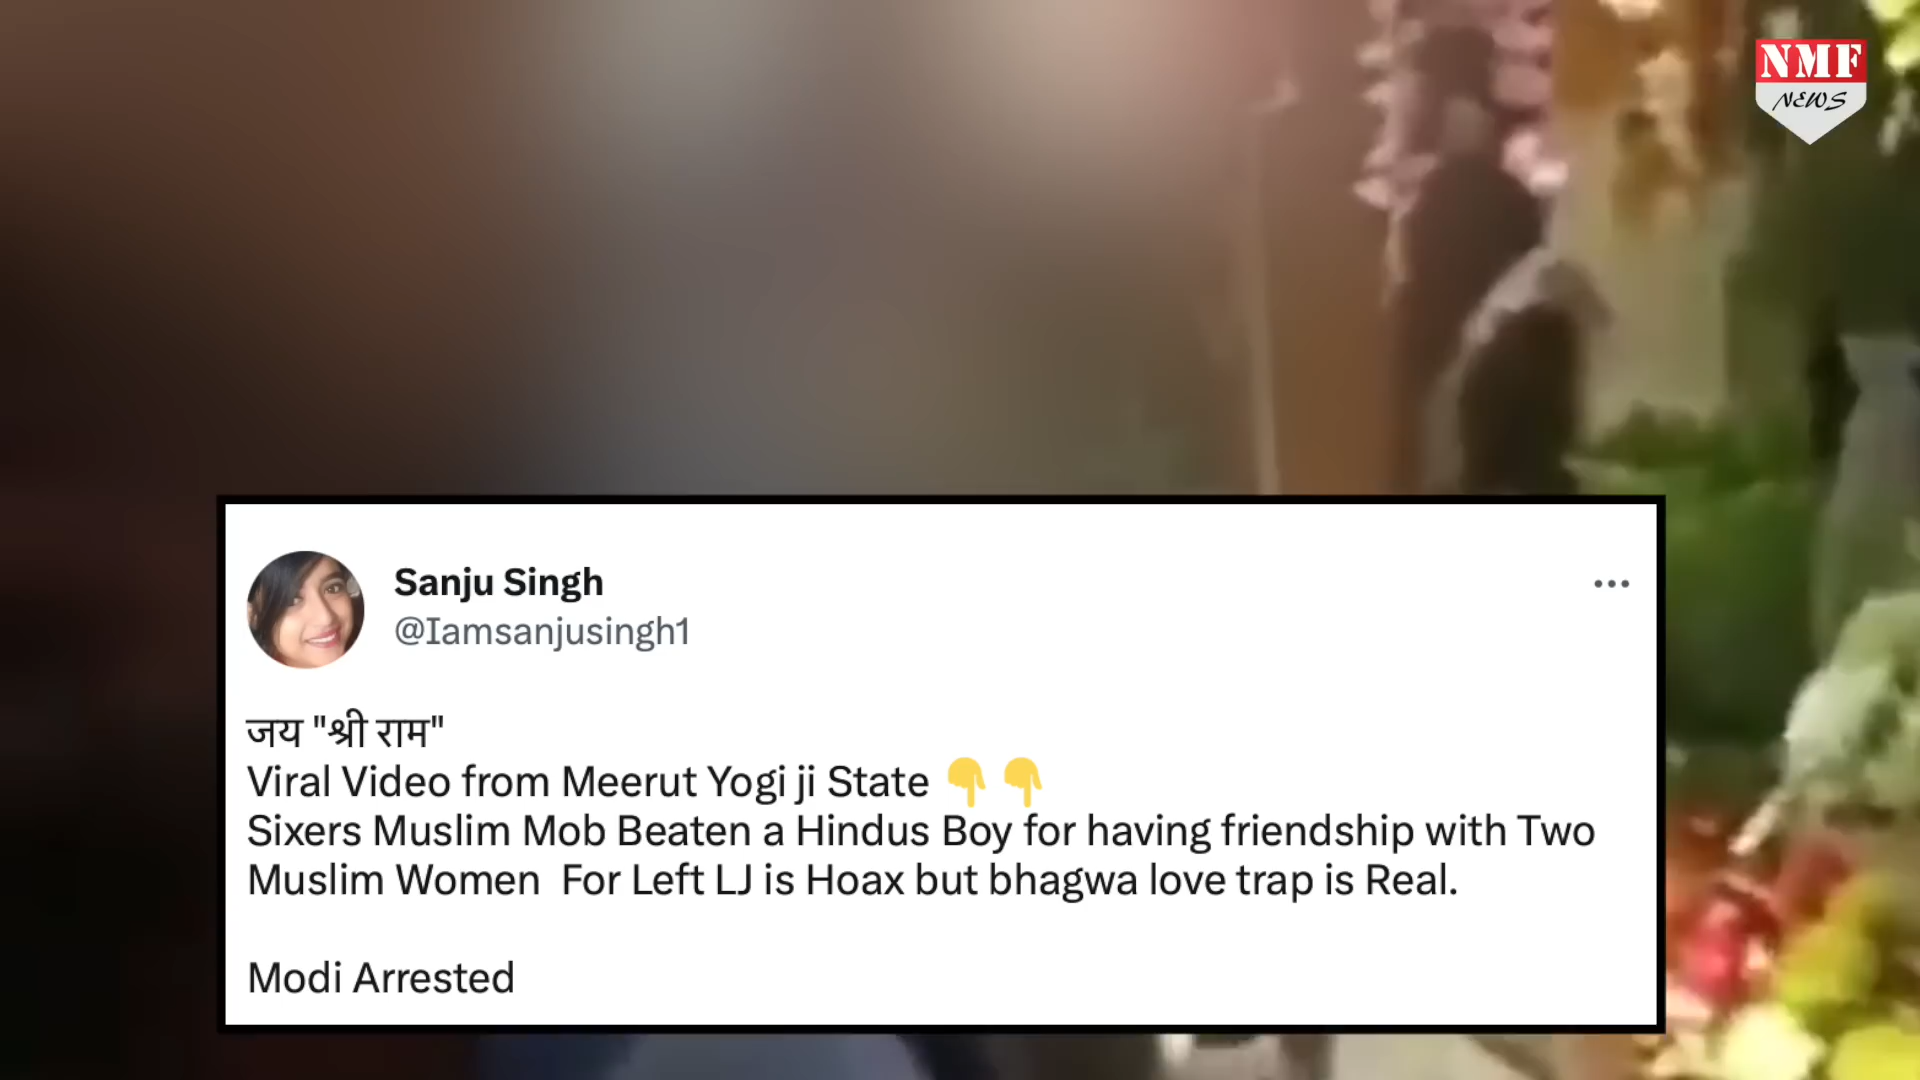 NMF
NEWS
Sanju Singh
@Iamsanjusingh1
जय "श्री राम"
Viral Video from Meerut Yogi ji State 👇👇
Sixers Muslim Mob Beaten a Hindus Boy for having friendship with Two
Muslim Women  For Left LJ is Hoax but bhagwa love trap is Real.
Modi Arrested